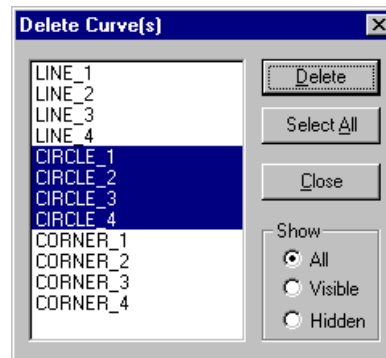 Delete Curve(s)
LINE_1
LINE_2
LINE_3
LINE_4
CIRCLE_1
CIRCLE_2
CIRCLE_3
CIRCLE_4
CORNER_1
CORNER_2
CORNER_3
CORNER_4
Delete
Select All
Close
Show
All
Visible
Hidden